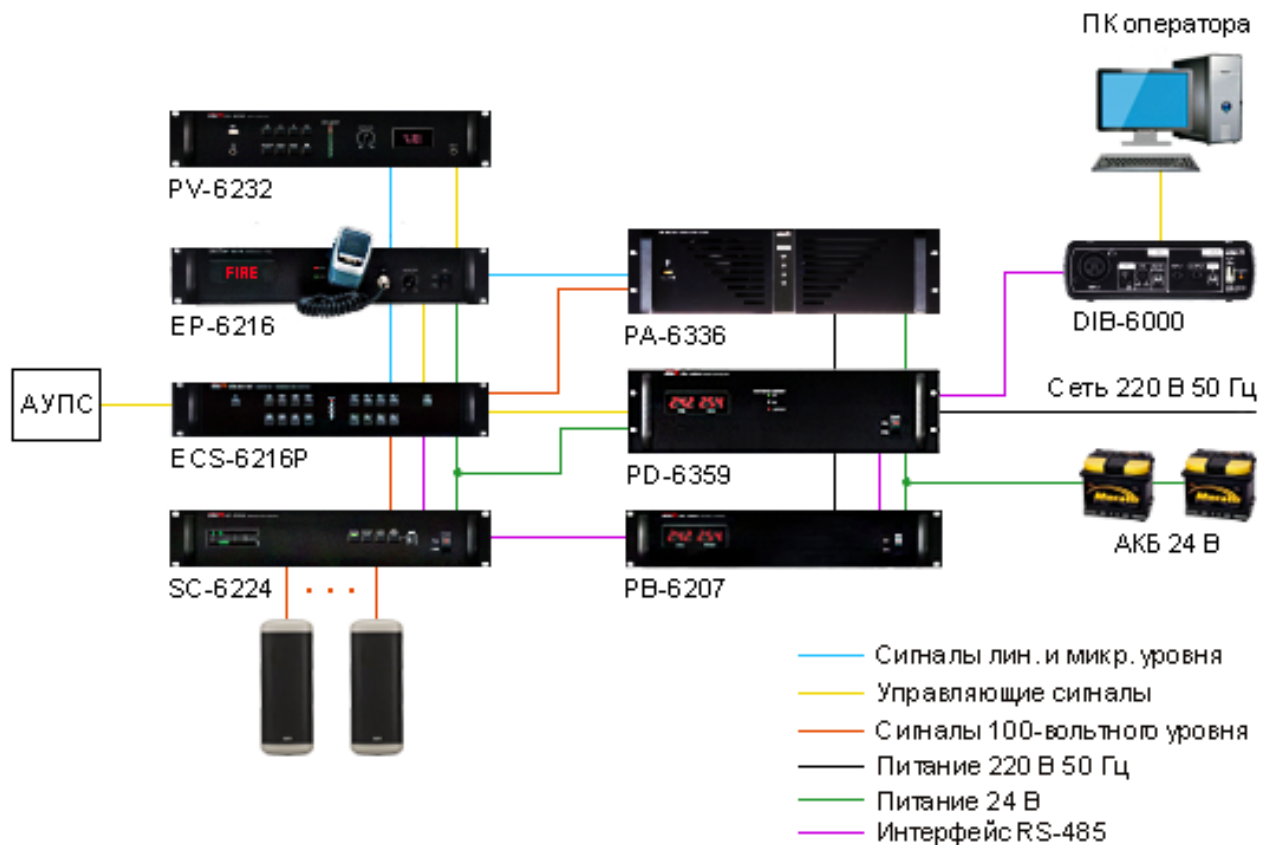 ПК оператора
PV-6232
FIRE
EP-6216
PA-6336
DIB-6000
АУПС
ECS-6216P
PD-6359
Сеть 220 В 50 Гц
SC-6224
PB-6207
АКБ 24 В
Сигналы лин. и микр. уровня
Управляющие сигналы
Сигналы 100-вольтного уровня
Питание 220 В 50 Гц
Питание 24 В
Интерфейс RS-485